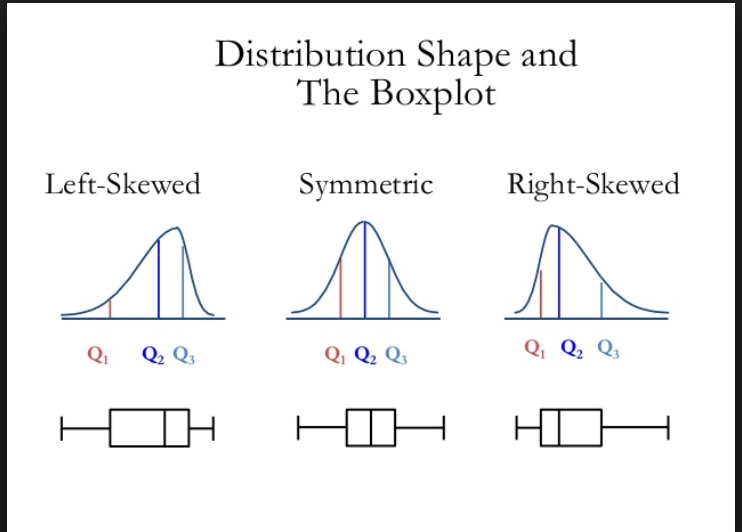 Distribution Shape and
The Boxplot
Left-Skewed Symmetric Right-Skewed
Q₁ Q₂ Q₃ Q₁ Q₂ Q₃ Q₁ Q₂ Q₃